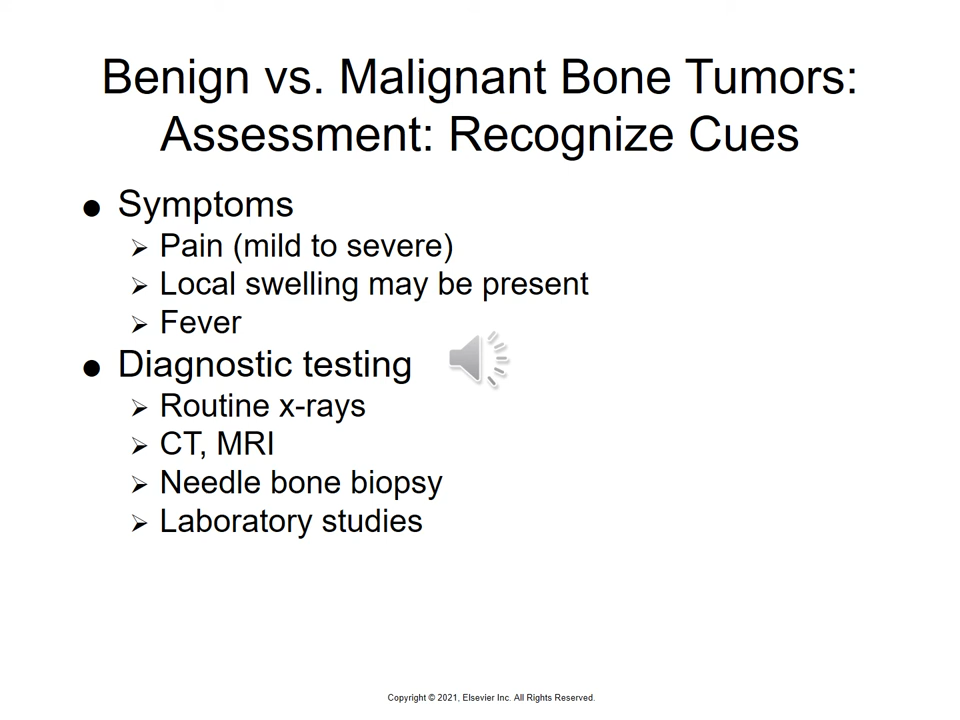 Benign vs. Malignant Bone Tumors:
Assessment: Recognize Cues
● Symptoms
➢ Pain (mild to severe)
➢ Local swelling may be present
➢ Fever
● Diagnostic testing
➢ Routine x-rays
➢ CT, MRI
➢ Needle bone biopsy
➢ Laboratory studies
Copyright © 2021, Elsevier Inc. All Rights Reserved.